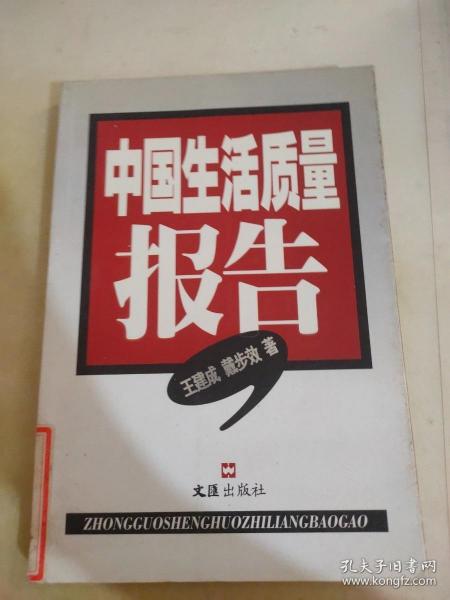 中国生活质量
报告
王建成 戴步效 著
文匯出版社
ZHONGGUOSHENGHUOZHILIANGBAOGAO
孔夫子旧书网
www.kongfz.com